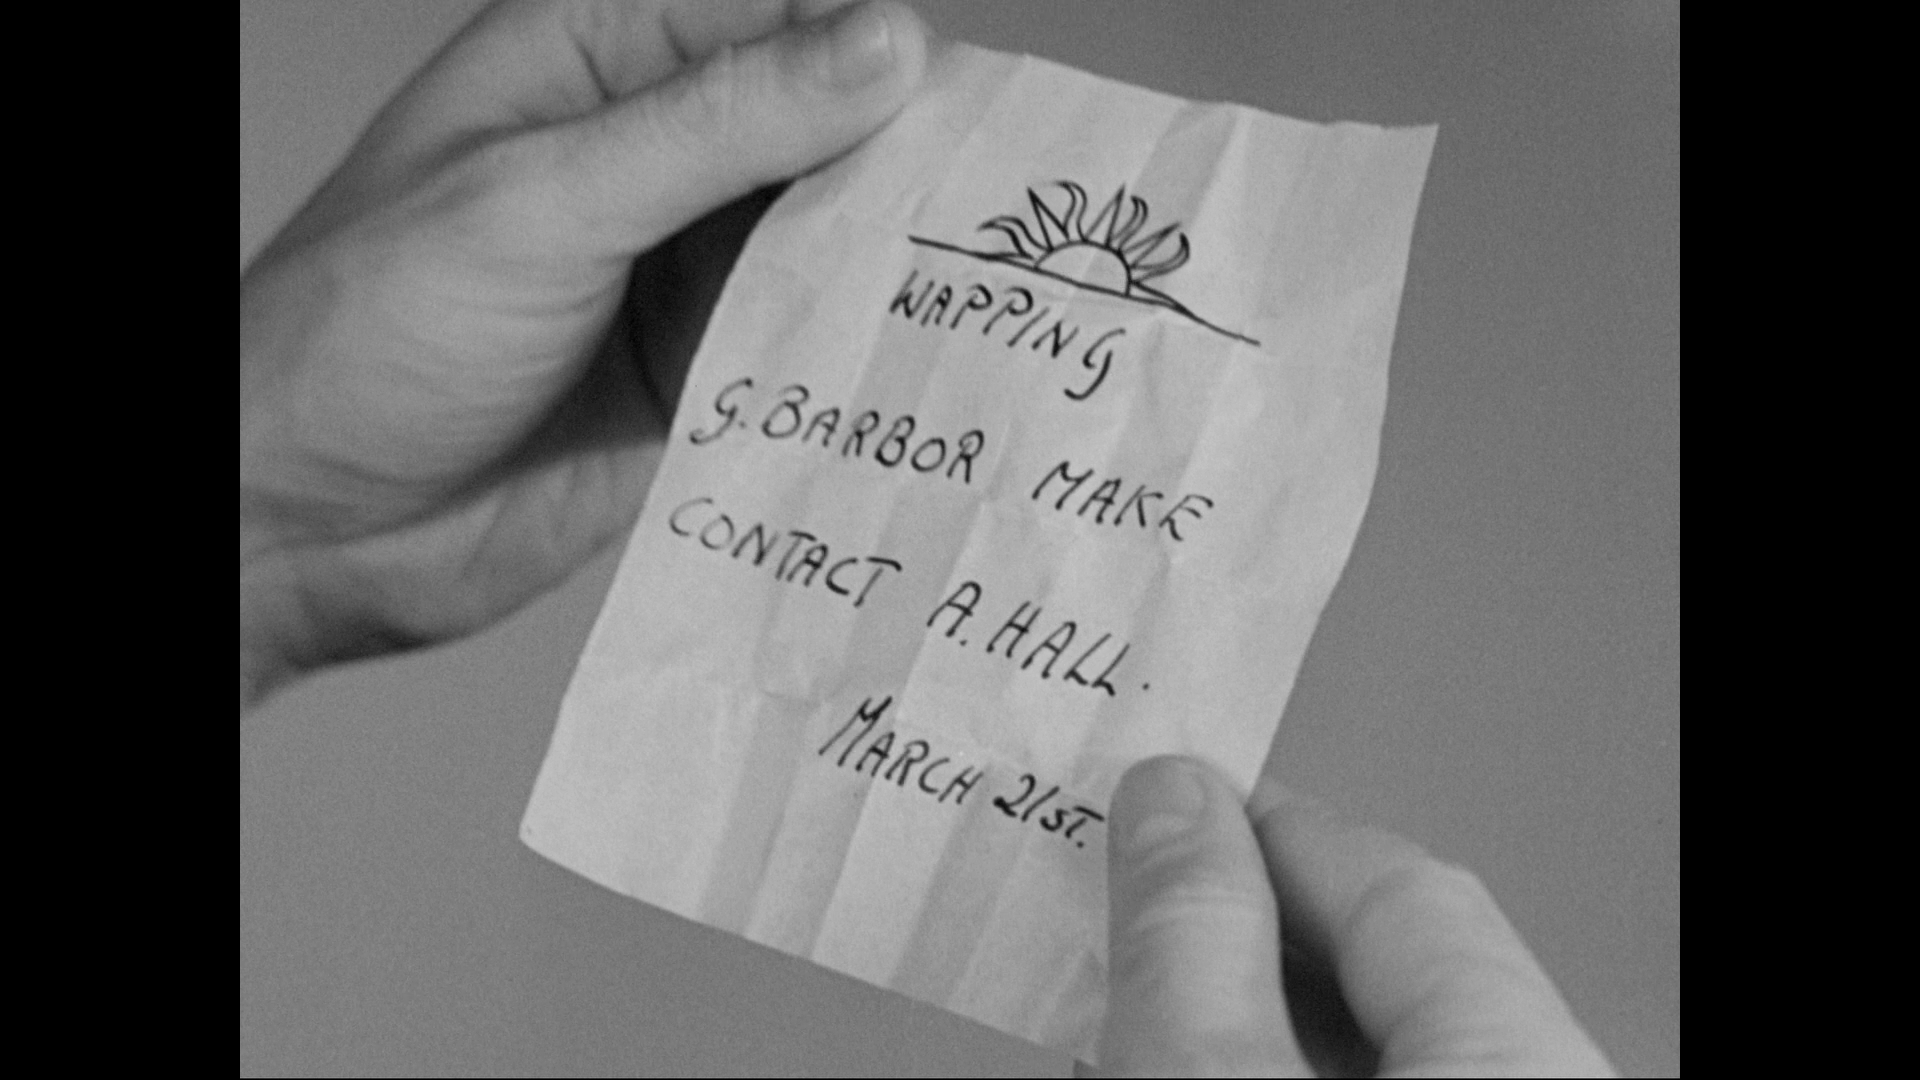 WAPPING
G. BARBOR MAKE
CONTACT A. HALL.
MARCH 21ST.